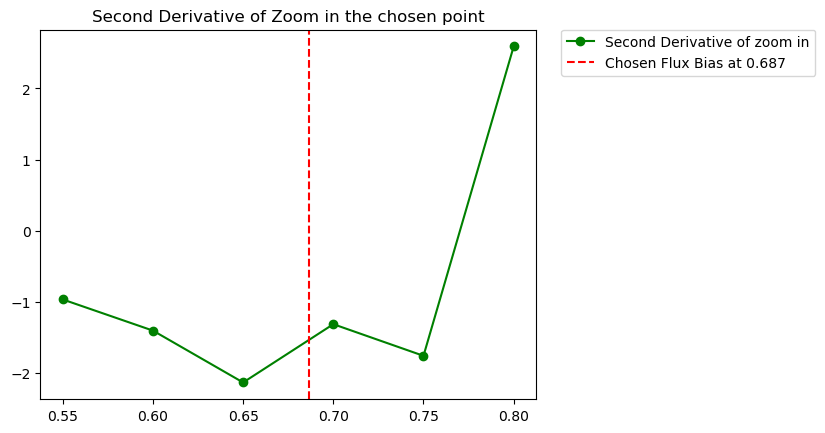 Second Derivative of Zoom in the chosen point
Second Derivative of zoom in
Chosen Flux Bias at 0.687
2
1
0
−1
−2
0.55 0.60 0.65 0.70 0.75 0.80